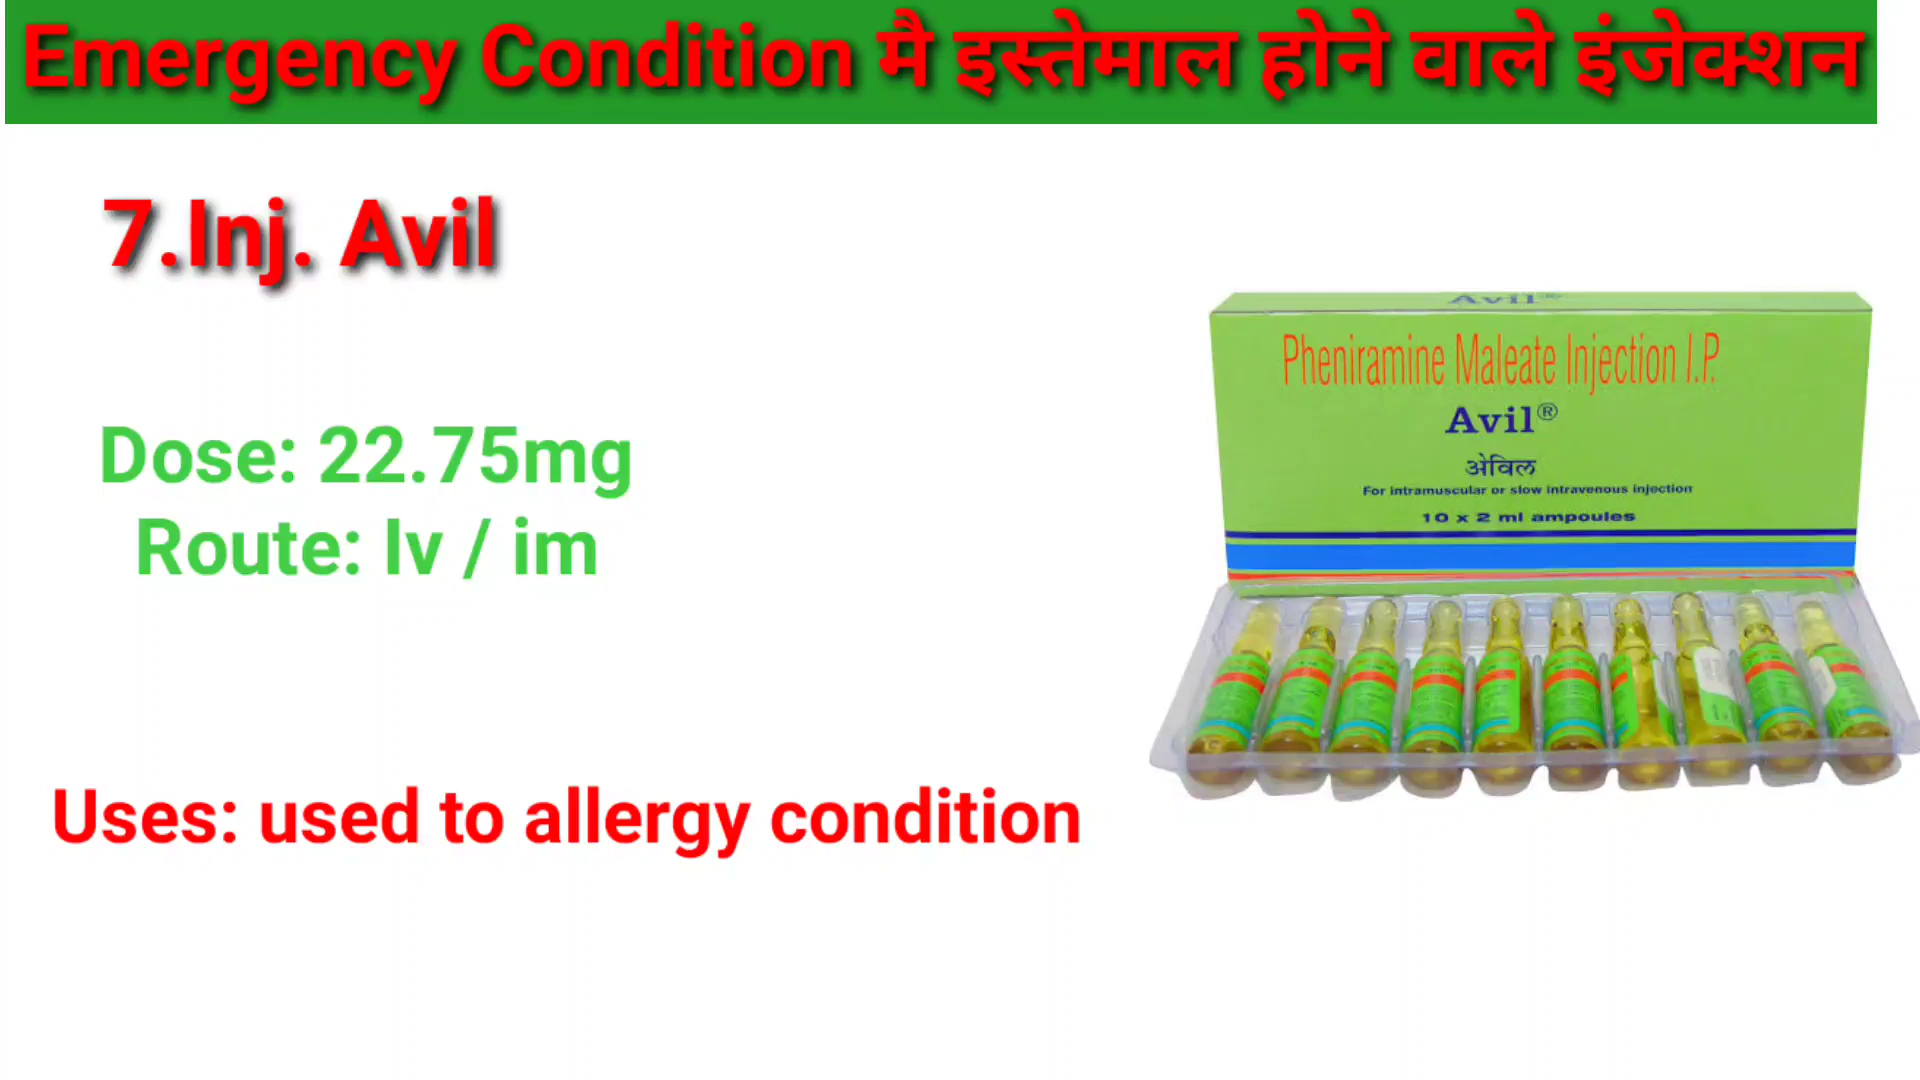 Emergency Condition मै इस्तेमाल होने वाले इंजेक्शन
7.Inj. Avil
Dose: 22.75mg
Route: Iv / im
Uses: used to allergy condition
Avil®
Pheniramine Maleate Injection I.P.
Avil®
अेविल
For intramuscular or slow intravenous injection
10 x 2 ml ampoules